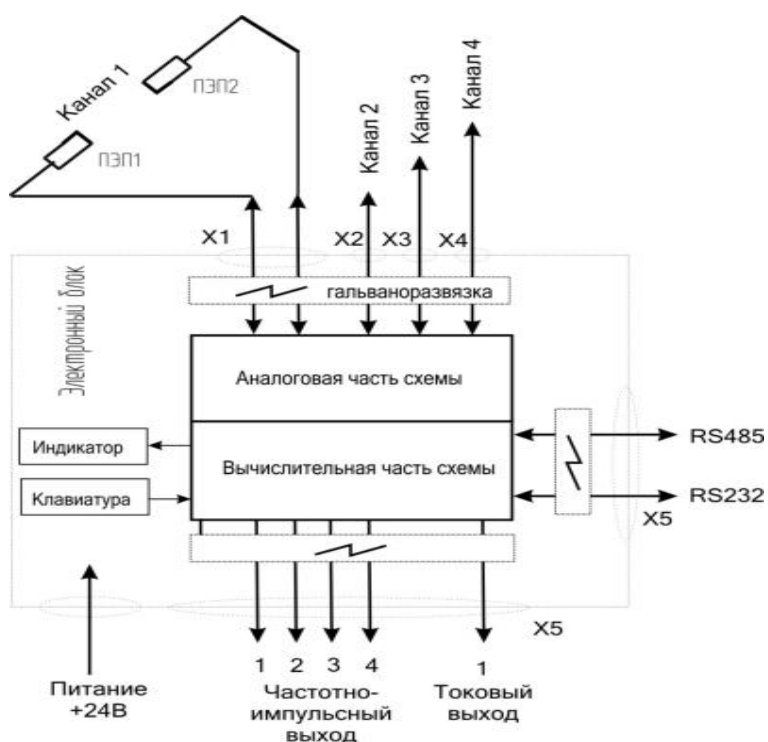 Канал 1
ПЭП2
ПЭП1
Канал 2
Канал 3
Канал 4
X1
X2
X3
X4
Электронный блок
гальваноразвязка
Аналоговая часть схемы
Индикатор
Вычислительная часть схемы
Клавиатура
RS485
RS232
X5
X5
1
2
3
4
1
Питание
+24В
Частотно-
импульсный
выход
Токовый
выход